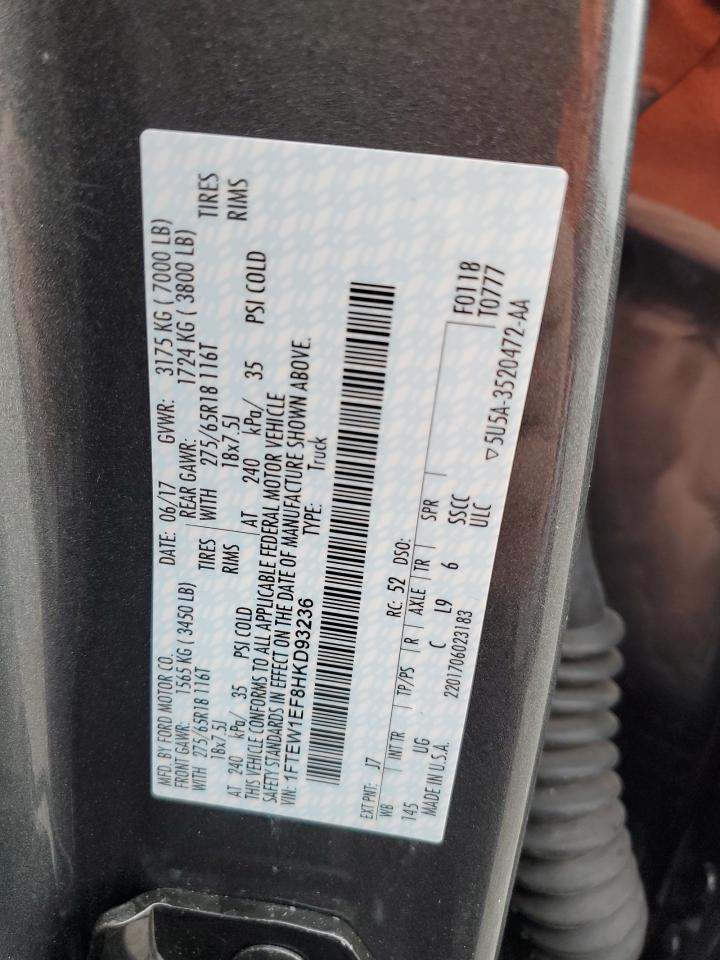 MFD. BY FORD MOTOR CO.
DATE: 06/17 GVWR: 3175 KG ( 7000 LB)
FRONT GAWR: 1565 KG ( 3450 LB)
REAR GAWR: 1724 KG ( 3800 LB)
WITH 275/65R18 116T TIRES
WITH 275/65R18 116T TIRES
18x7.5J RIMS
18x7.5J RIMS
AT 240 kPa/ 35 PSI COLD
AT 240 kPa/ 35 PSI COLD
THIS VEHICLE CONFORMS TO ALL APPLICABLE FEDERAL MOTOR VEHICLE
SAFETY STANDARDS IN EFFECT ON THE DATE OF MANUFACTURE SHOWN ABOVE.
VIN: 1FTEW1EF8HKD93236 TYPE: Truck
EXT PNT: J7 RC: 52 DSO:
WB INT TR TP/PS R AXLE TR SPR
145 UG C L9 6 SSCC
ULC
F0118
T0777
MADE IN U.S.A. 2201706023183
▽5U5A-3520472-AA